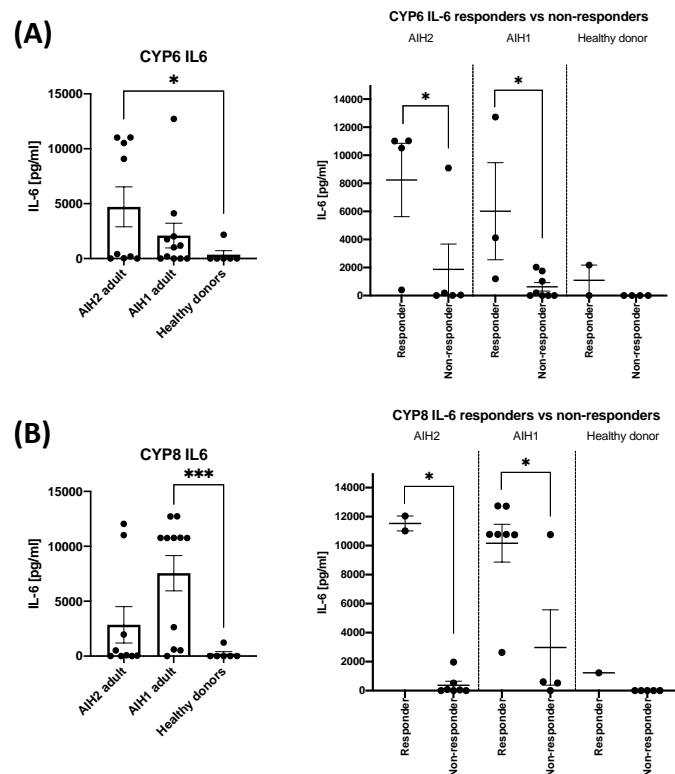 (A)
CYP6 IL6
*
IL-6 [pg/ml]
15000
10000
5000
0
AIH2 adult
AIH1 adult
Healthy donors
CYP6 IL-6 responders vs non-responders
AIH2
AIH1
Healthy donor
*
*
IL-6 [pg/ml]
14000
12000
10000
8000
6000
4000
2000
0
Responder
Non-responder
Responder
Non-responder
Responder
Non-responder
(B)
CYP8 IL6
***
IL-6 [pg/ml]
15000
10000
5000
0
AIH2 adult
AIH1 adult
Healthy donors
CYP8 IL-6 responders vs non-responders
AIH2
AIH1
Healthy donor
*
*
IL-6 [pg/ml]
14000
12000
10000
8000
6000
4000
2000
0
Responder
Non-responder
Responder
Non-responder
Responder
Non-responder